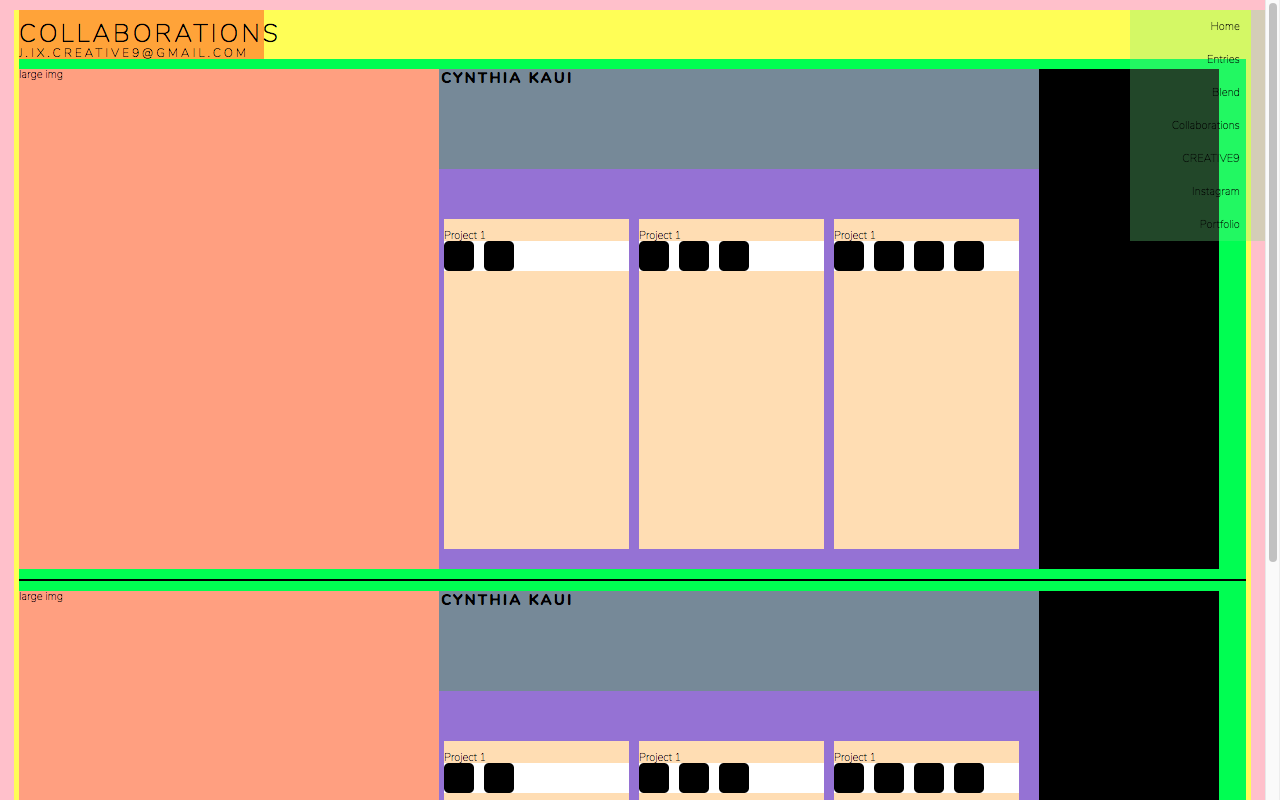 COLLABORATIONS
J.IX.CREATIVE9@GMAIL.COM
Home
Entries
Blend
Collaborations
CREATIVE9
Instagram
Portfolio
large img
CYNTHIA KAUI
Project 1
Project 1
Project 1
large img
CYNTHIA KAUI
Project 1
Project 1
Project 1